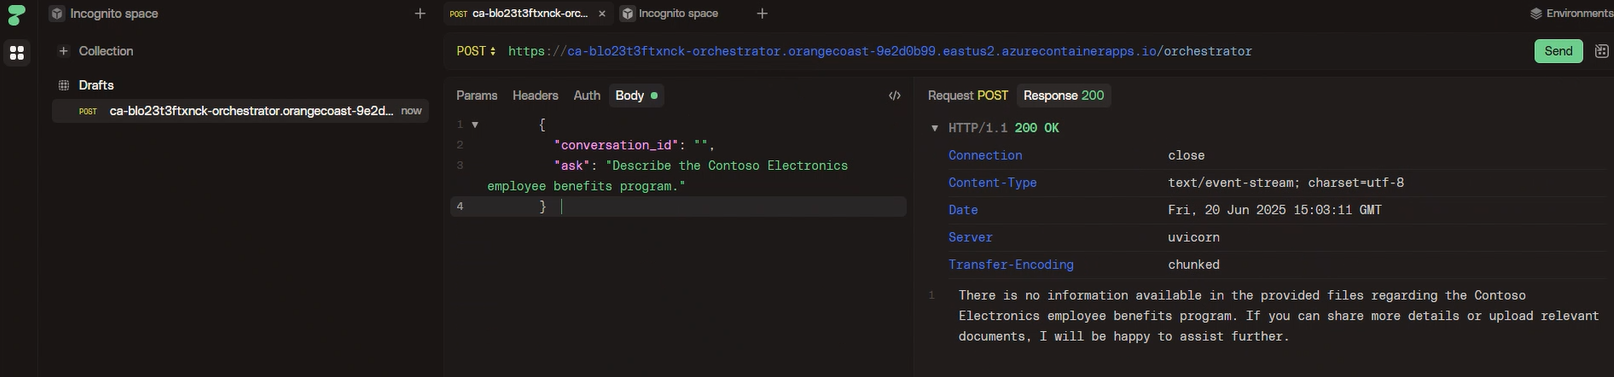 Incognito space
+
POST ca-blo23t3ftxnck-orc... ×
Incognito space
+
Environments
+ Collection
Drafts
POST ca-blo23t3ftxnck-orchestrator.orangecoast-9e2d... now
POST https://ca-blo23t3ftxnck-orchestrator.orangecoast-9e2d0b99.eastus2.azurecontainerapps.io/orchestrator
Send
Params Headers Auth Body
</>
1 {
2 "conversation_id": "",
3 "ask": "Describe the Contoso Electronics
employee benefits program."
4 }
Request POST Response 200
HTTP/1.1 200 OK
Connection close
Content-Type text/event-stream; charset=utf-8
Date Fri, 20 Jun 2025 15:03:11 GMT
Server uvicorn
Transfer-Encoding chunked
1 There is no information available in the provided files regarding the Contoso
Electronics employee benefits program. If you can share more details or upload relevant
documents, I will be happy to assist further.